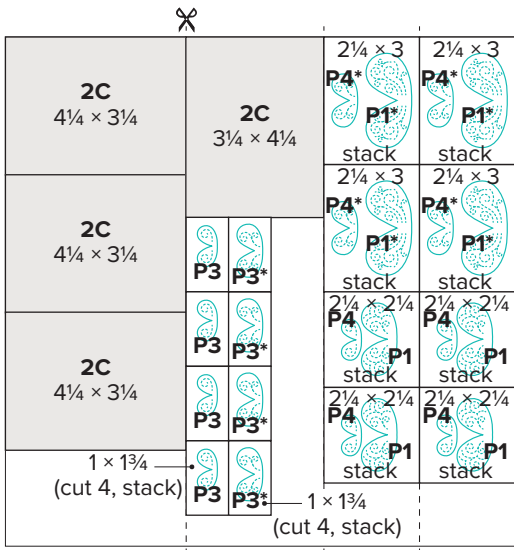 2C
4¼ × 3¼
2C
4¼ × 3¼
2C
4¼ × 3¼
2C
3¼ × 4¼
2¼ × 3
P4*
P1*
stack
2¼ × 3
P4*
P1*
stack
2¼ × 3
P4*
P1*
stack
2¼ × 3
P4*
P1*
stack
2¼ × 2¼
P4
P1
stack
2¼ × 2¼
P4
P1
stack
2¼ × 2¼
P4
P1
stack
2¼ × 2¼
P4
P1
stack
P3
P3*
P3
P3*
P3
P3*
P3
P3*
1 × 1¾
(cut 4, stack)
1 × 1¾
(cut 4, stack)